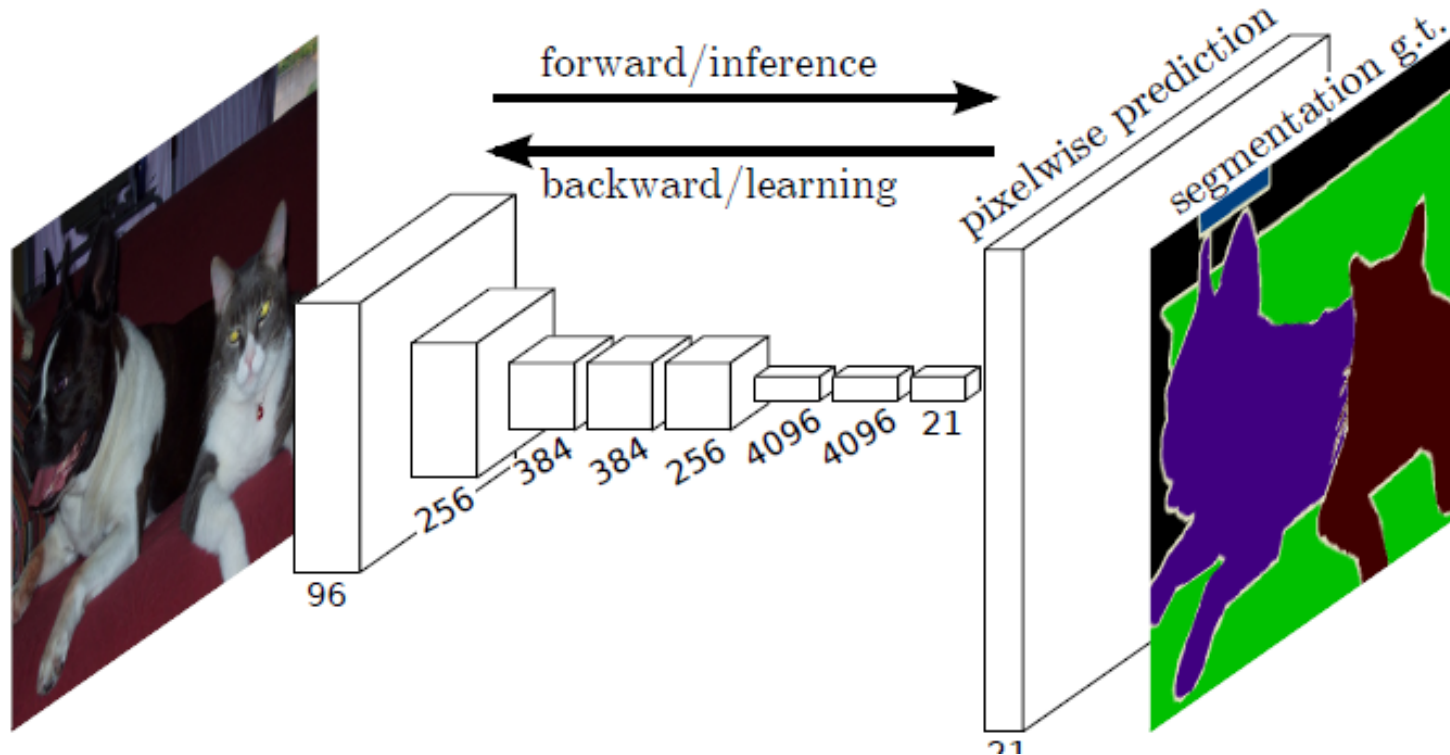 forward/inference
backward/learning
pixelwise prediction
segmentation g.t.
96
256
384
384
256
4096
4096
21
21